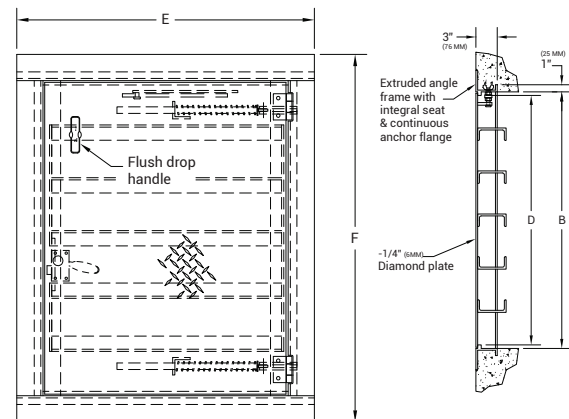 E
F
Flush drop
handle
3"
(76 MM)
(25 MM)
1"
Extruded angle
frame with
integral seat
& continuous
anchor flange
D
B
-1/4" (6MM)
Diamond plate